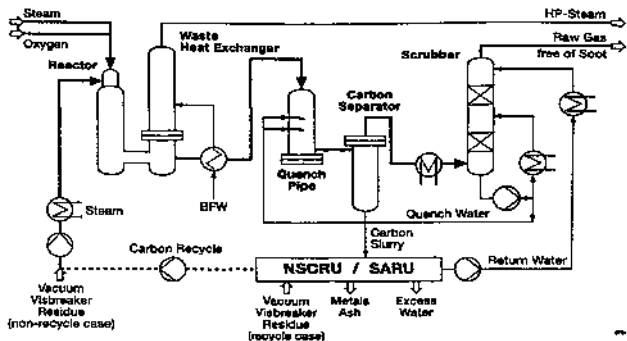 Steam
Oxygen
HP-Steam
Raw Gas
free of Soot
Waste
Heat Exchanger
Reactor
Scrubber
Carbon
Separator
Quench
Pipe
BFW
Steam
Quench Water
Carbon
Slurry
Carbon Recycle
NSCRU / SARU
Return Water
Vacuum
Visbreaker
Residue
(non-recycle case)
Vacuum
Visbreaker
Residue
(recycle case)
Metals
Ash
Excess
Water